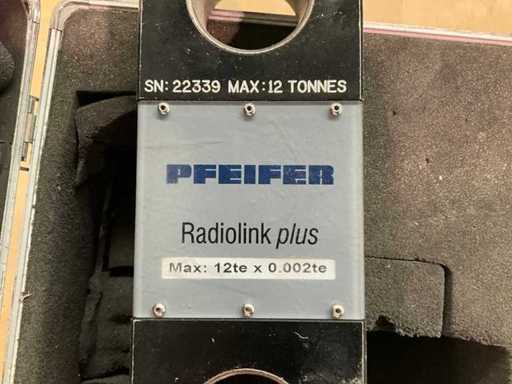 SN: 22339 MAX: 12 TONNES
PFEIFER
Radiolink plus
Max: 12te x 0.002te